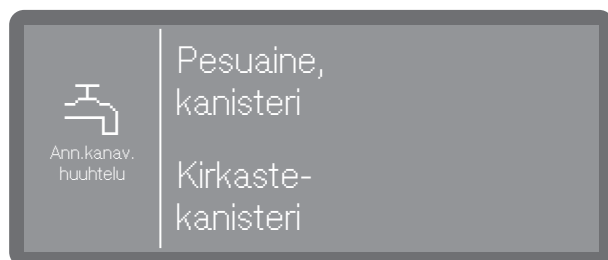 Ann.kanav.
huuhtelu
Pesuaine,
kanisteri
Kirkaste-
kanisteri